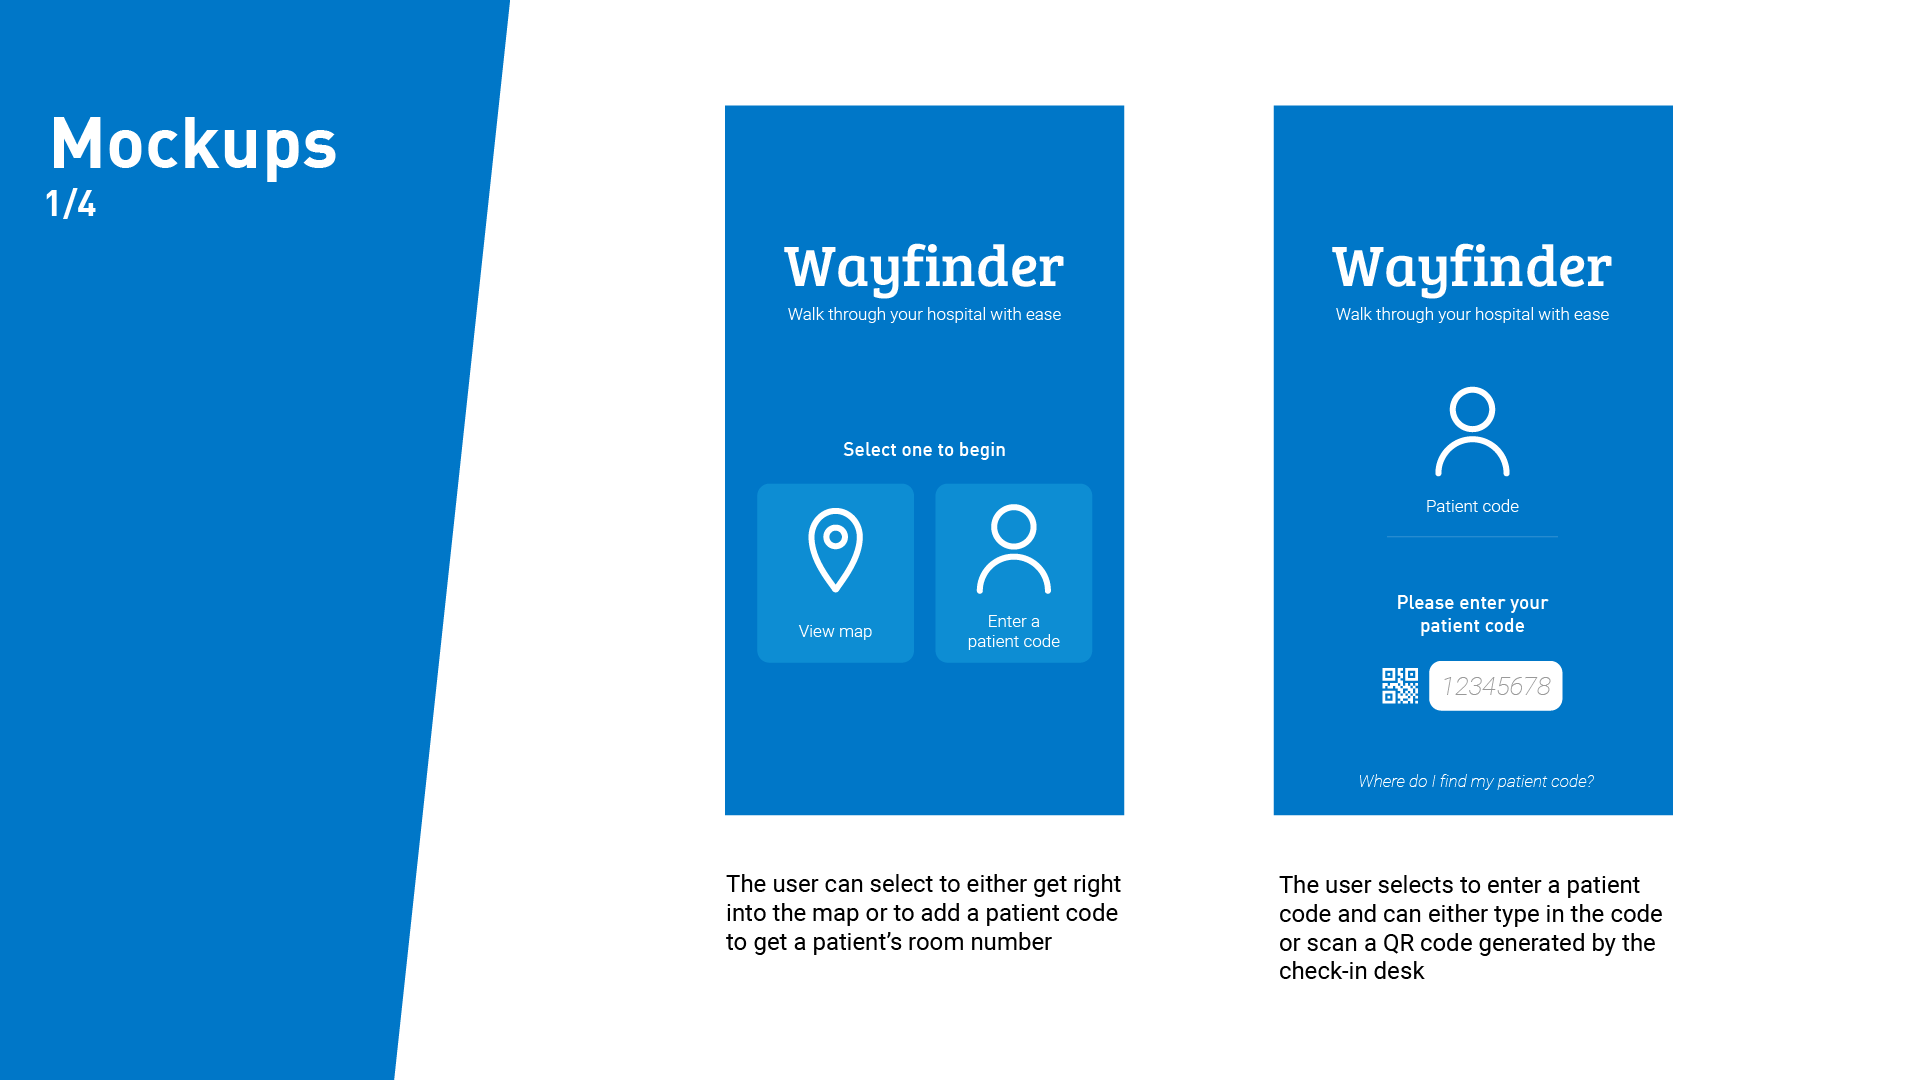 Mockups
1/4
Wayfinder
Walk through your hospital with ease
Select one to begin
View map
Enter a
patient code
The user can select to either get right
into the map or to add a patient code
to get a patient’s room number
Wayfinder
Walk through your hospital with ease
Patient code
Please enter your
patient code
12345678
Where do I find my patient code?
The user selects to enter a patient
code and can either type in the code
or scan a QR code generated by the
check-in desk